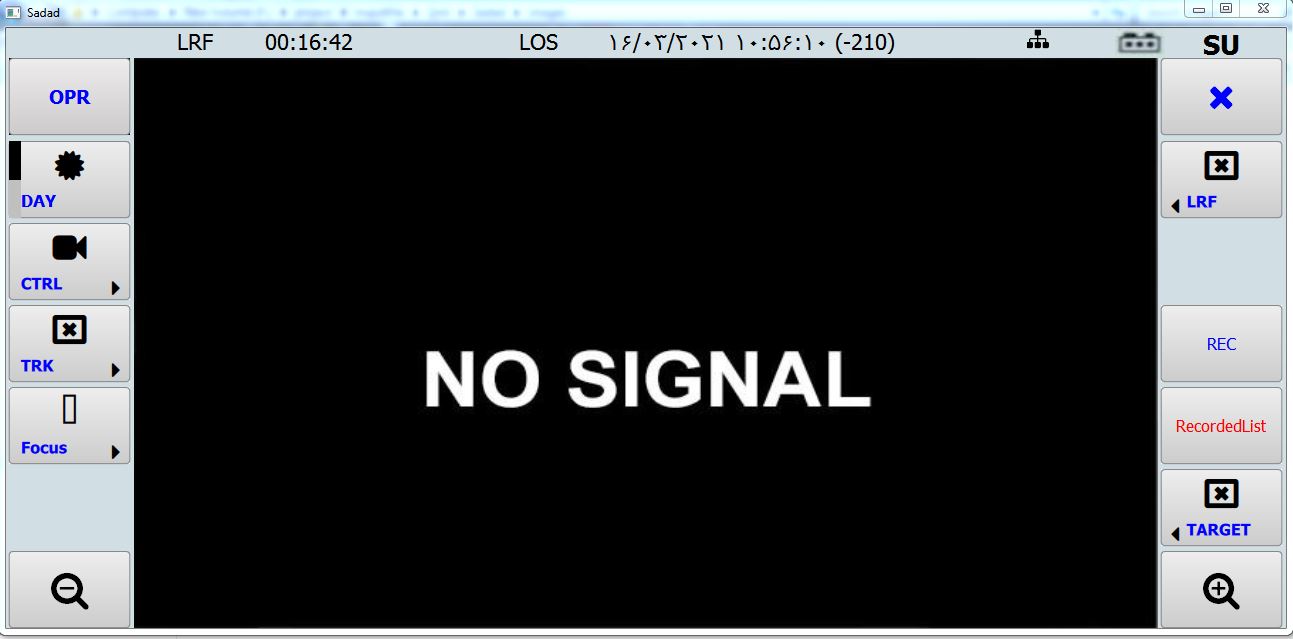 Sadad
LRF 00:16:42 LOS ۱۶/۰۳/۲۰۲۱ ۱۰:۵۶:۱۰ (-210) SU
OPR
DAY
LRF
CTRL
TRK
REC
Focus
RecordedList
NO SIGNAL
TARGET